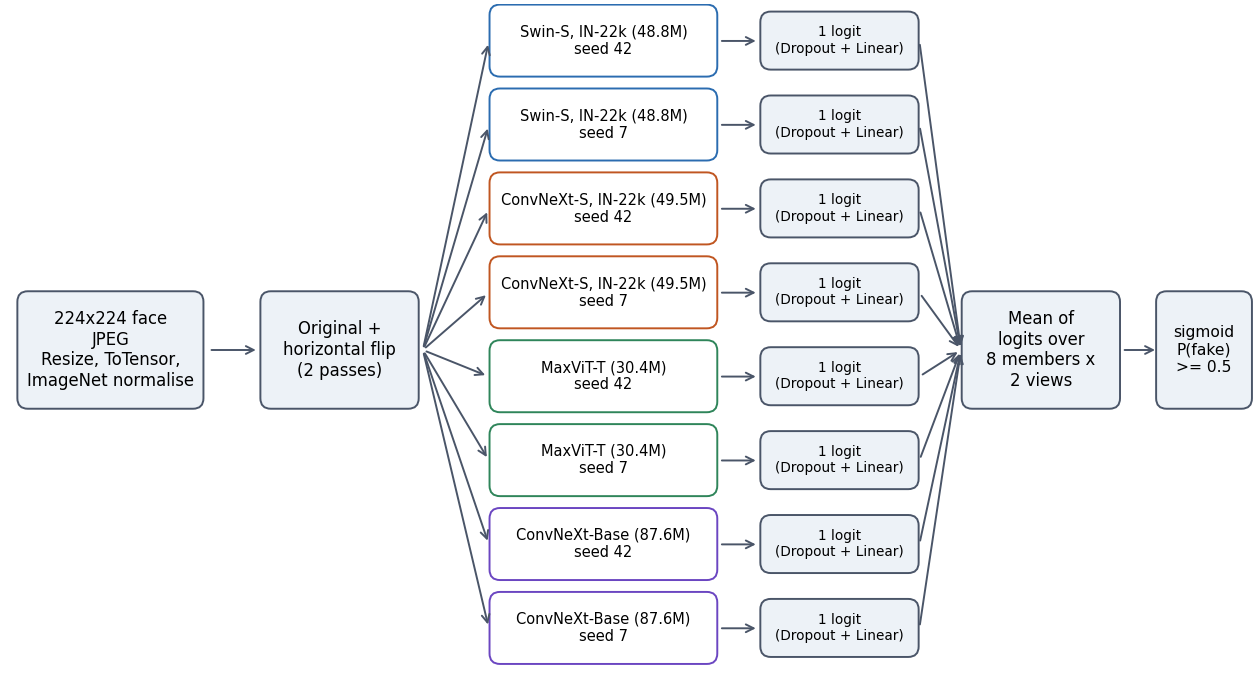 224x224 face
JPEG
Resize, ToTensor,
ImageNet normalise
Original +
horizontal flip
(2 passes)
Swin-S, IN-22k (48.8M)
seed 42
1 logit
(Dropout + Linear)
Swin-S, IN-22k (48.8M)
seed 7
1 logit
(Dropout + Linear)
ConvNeXt-S, IN-22k (49.5M)
seed 42
1 logit
(Dropout + Linear)
ConvNeXt-S, IN-22k (49.5M)
seed 7
1 logit
(Dropout + Linear)
MaxViT-T (30.4M)
seed 42
1 logit
(Dropout + Linear)
MaxViT-T (30.4M)
seed 7
1 logit
(Dropout + Linear)
ConvNeXt-Base (87.6M)
seed 42
1 logit
(Dropout + Linear)
ConvNeXt-Base (87.6M)
seed 7
1 logit
(Dropout + Linear)
Mean of
logits over
8 members x
2 views
sigmoid
P(fake)
>= 0.5